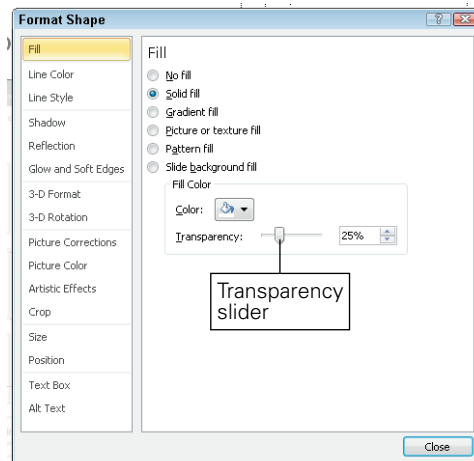 Format Shape
Fill
Line Color
Line Style
Shadow
Reflection
Glow and Soft Edges
3-D Format
3-D Rotation
Picture Corrections
Picture Color
Artistic Effects
Crop
Size
Position
Text Box
Alt Text
Fill
No fill
Solid fill
Gradient fill
Picture or texture fill
Pattern fill
Slide background fill
Fill Color
Color:
Transparency: 25%
Transparency
slider
Close